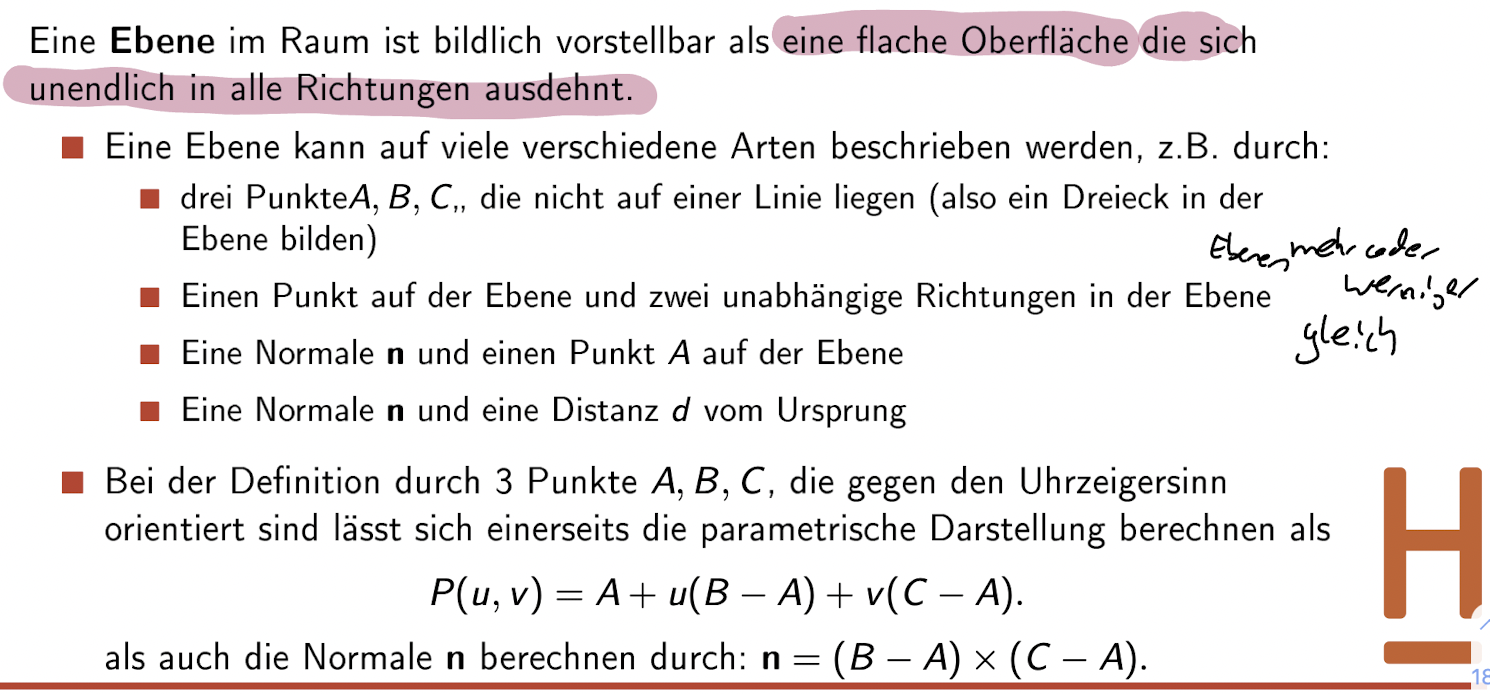 Eine Ebene im Raum ist bildlich vorstellbar als eine flache Oberfläche die sich
unendlich in alle Richtungen ausdehnt.
Eine Ebene kann auf viele verschiedene Arten beschrieben werden, z.B. durch:
drei PunkteA, B, C,, die nicht auf einer Linie liegen (also ein Dreieck in der
Ebene bilden)
Ebenen mehr oder
werniger
gleich
Einen Punkt auf der Ebene und zwei unabhängige Richtungen in der Ebene
Eine Normale n und einen Punkt A auf der Ebene
Eine Normale n und eine Distanz d vom Ursprung
Bei der Definition durch 3 Punkte A, B, C, die gegen den Uhrzeigersinn
orientiert sind lässt sich einerseits die parametrische Darstellung berechnen als
P(u, v) = A + u(B − A) + v(C − A).
als auch die Normale n berechnen durch: n = (B − A) × (C − A).
H
18